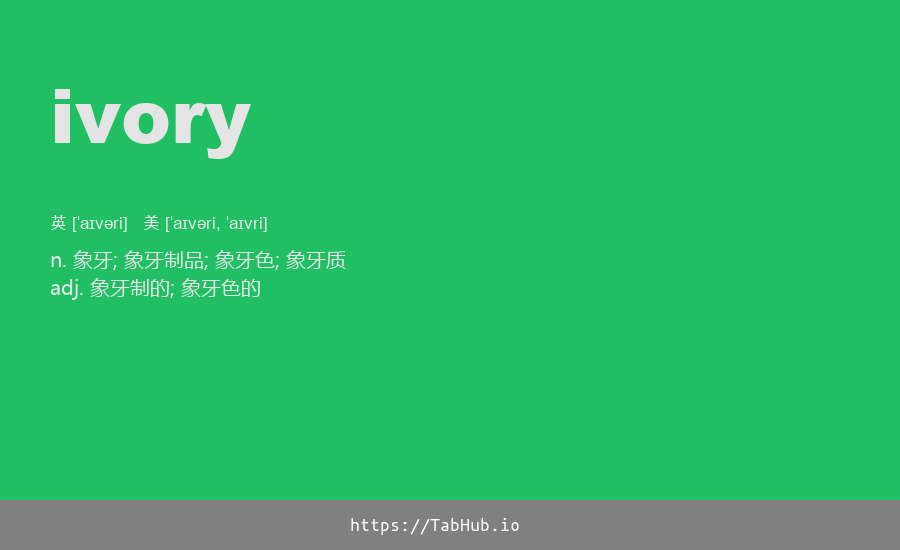 ivory
英 [ˈaɪvəri]   美 [ˈaɪvəri, ˈaɪvri]
n. 象牙; 象牙制品; 象牙色; 象牙质
adj. 象牙制的; 象牙色的
https://TabHub.io